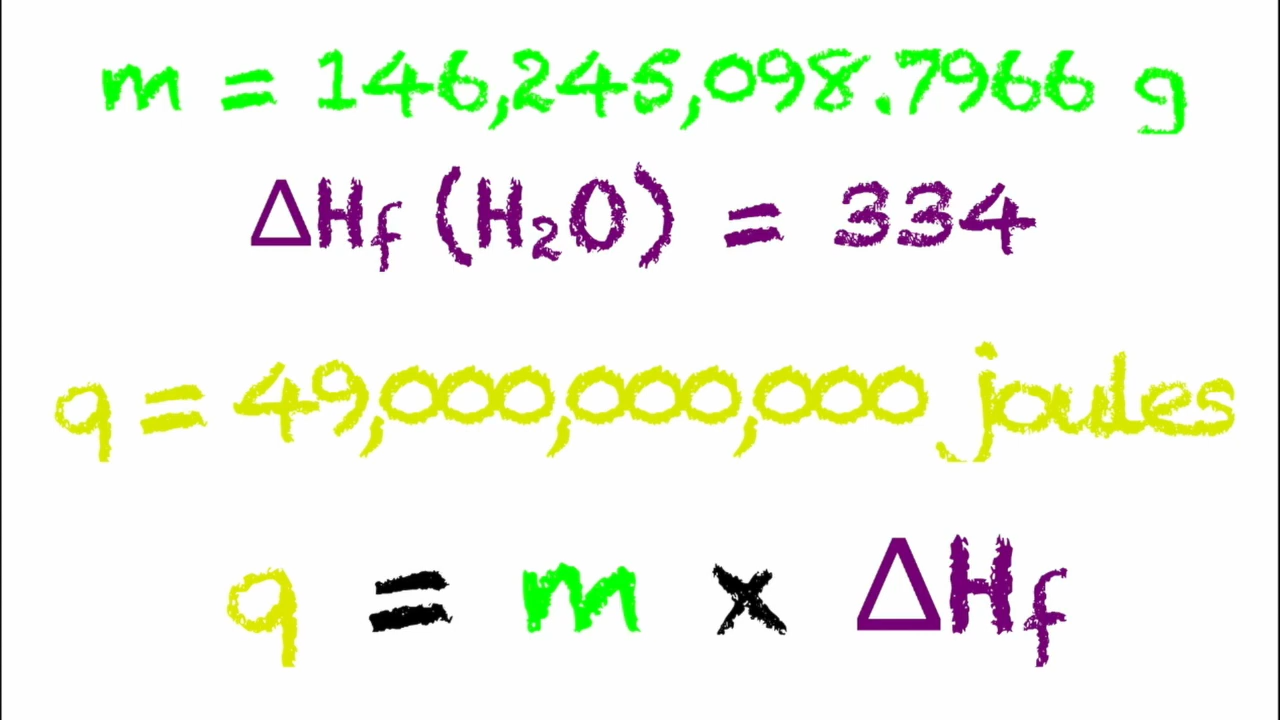 m = 146,245,098.7966 g
ΔHf (H₂O) = 334
q = 49,000,000,000 joules
q = m × ΔHf